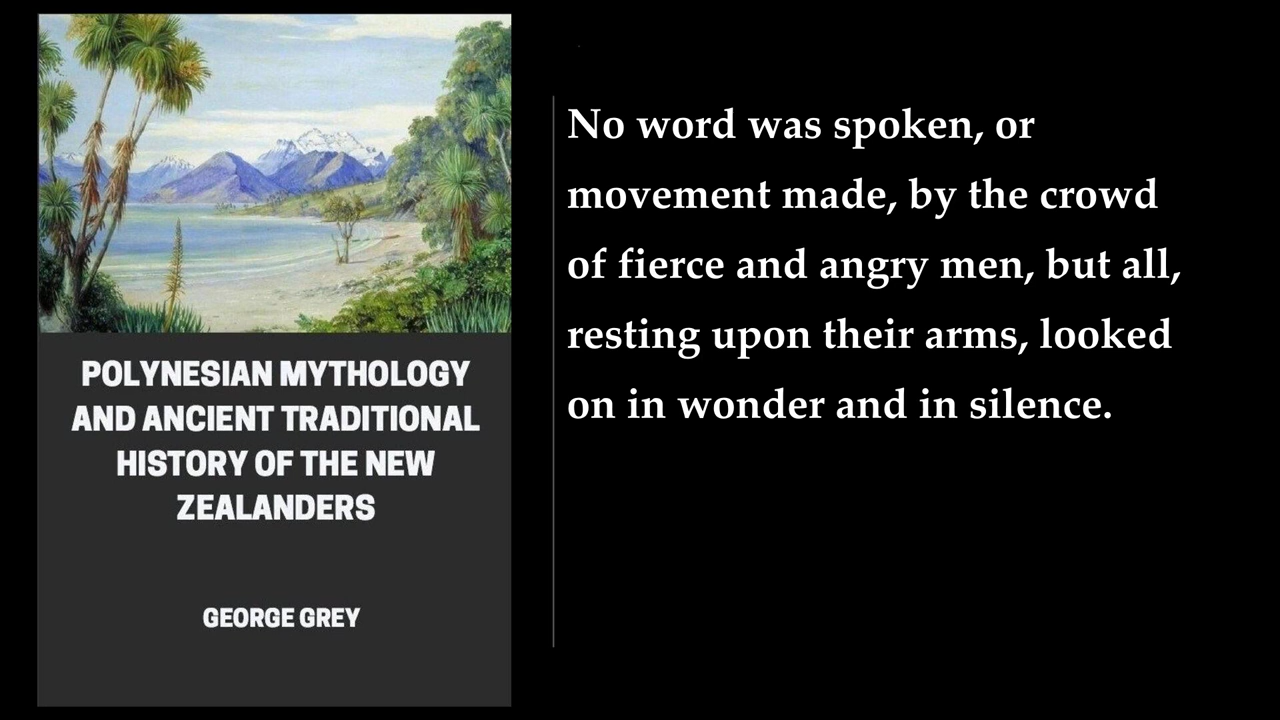 POLYNESIAN MYTHOLOGY
AND ANCIENT TRADITIONAL
HISTORY OF THE NEW
ZEALANDERS
GEORGE GREY
No word was spoken, or
movement made, by the crowd
of fierce and angry men, but all,
resting upon their arms, looked
on in wonder and in silence.